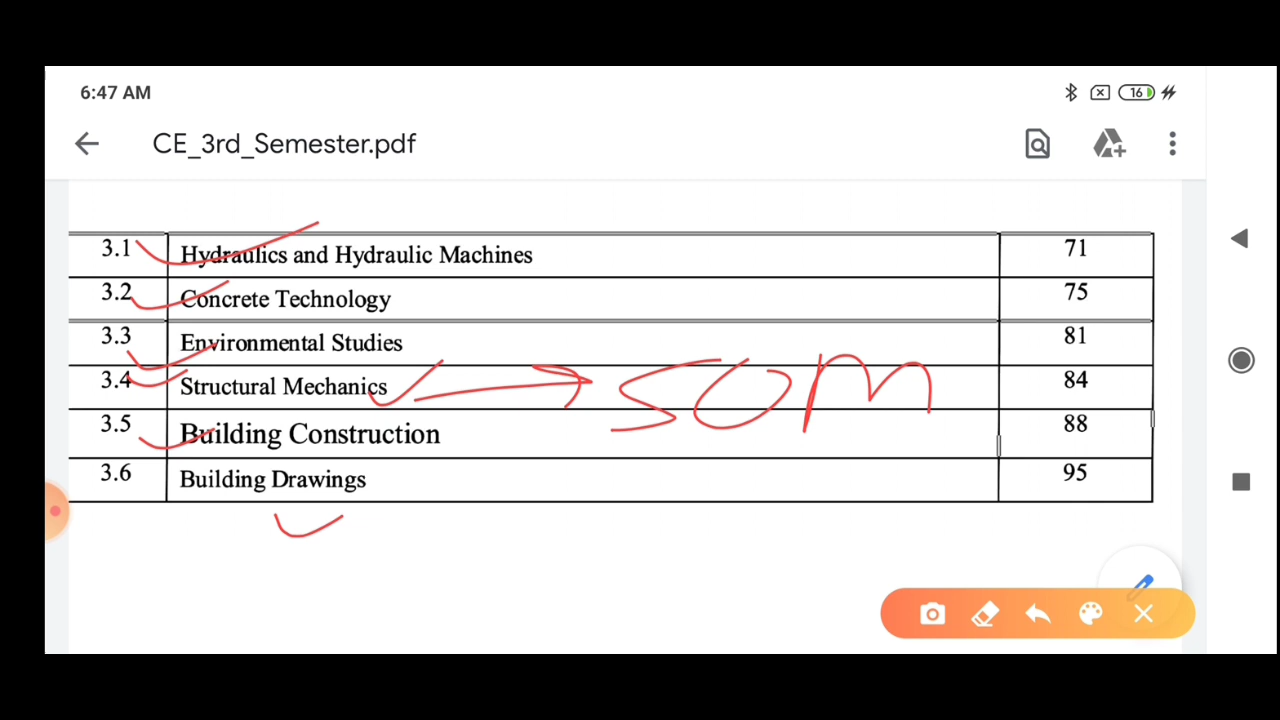 6:47 AM 16
CE_3rd_Semester.pdf
3.1 Hydraulics and Hydraulic Machines 71
3.2 Concrete Technology 75
3.3 Environmental Studies 81
3.4 Structural Mechanics SOM 84
3.5 Building Construction 88
3.6 Building Drawings 95